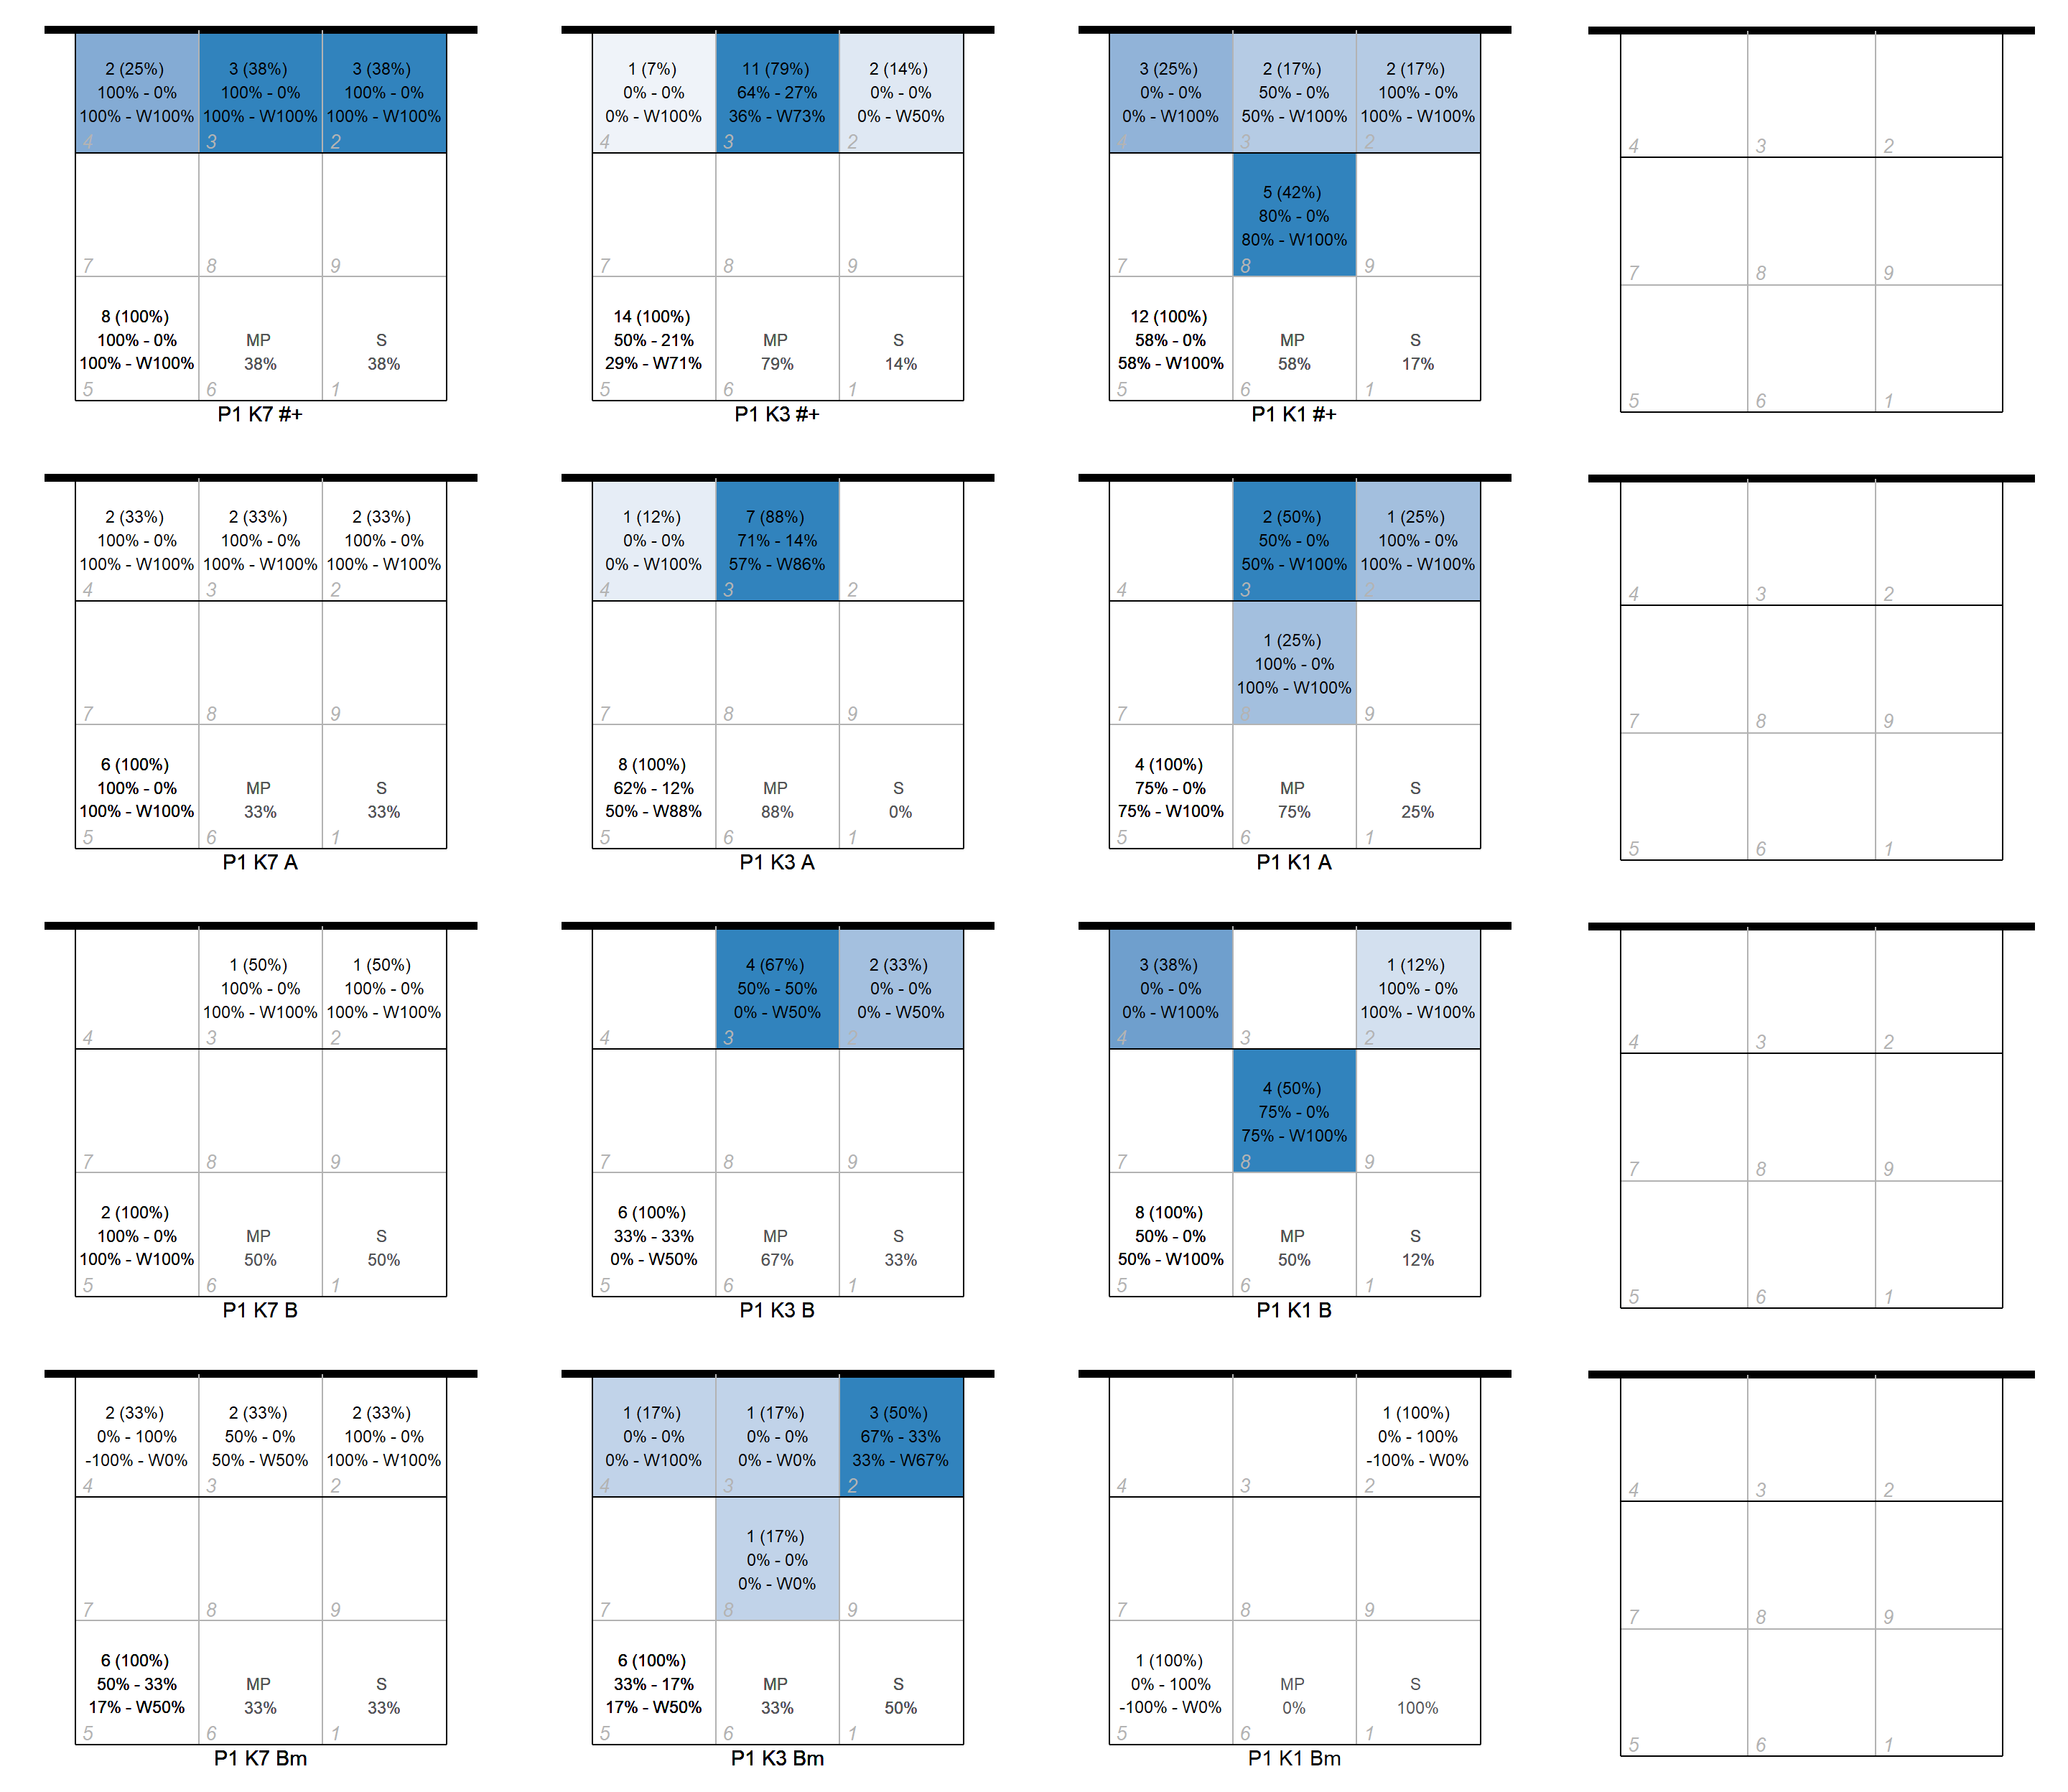 2 (25%) 3 (38%) 3 (38%)
100% - 0% 100% - 0% 100% - 0%
100% - W100% 100% - W100% 100% - W100%
4 3 2
7 8 9
8 (100%)
100% - 0% MP S
100% - W100% 38% 38%
5 6 1
P1 K7 #+
1 (7%) 11 (79%) 2 (14%)
0% - 0% 64% - 27% 0% - 0%
0% - W100% 36% - W73% 0% - W50%
4 3 2
7 8 9
14 (100%)
50% - 21% MP S
29% - W71% 79% 14%
5 6 1
P1 K3 #+
3 (25%) 2 (17%) 2 (17%)
0% - 0% 50% - 0% 100% - 0%
0% - W100% 50% - W100% 100% - W100%
4 3 2
5 (42%)
80% - 0%
80% - W100%
7 8 9
12 (100%)
58% - 0% MP S
58% - W100% 58% 17%
5 6 1
P1 K1 #+
4 3 2
7 8 9
5 6 1
2 (33%) 2 (33%) 2 (33%)
100% - 0% 100% - 0% 100% - 0%
100% - W100% 100% - W100% 100% - W100%
4 3 2
7 8 9
6 (100%)
100% - 0% MP S
100% - W100% 33% 33%
5 6 1
P1 K7 A
1 (12%) 7 (88%)
0% - 0% 71% - 14%
0% - W100% 57% - W86%
4 3 2
7 8 9
8 (100%)
62% - 12% MP S
50% - W88% 88% 0%
5 6 1
P1 K3 A
2 (50%) 1 (25%)
50% - 0% 100% - 0%
50% - W100% 100% - W100%
4 3 2
1 (25%)
100% - 0%
100% - W100%
7 8 9
4 (100%)
75% - 0% MP S
75% - W100% 75% 25%
5 6 1
P1 K1 A
4 3 2
7 8 9
5 6 1
1 (50%) 1 (50%)
100% - 0% 100% - 0%
100% - W100% 100% - W100%
4 3 2
7 8 9
2 (100%)
100% - 0% MP S
100% - W100% 50% 50%
5 6 1
P1 K7 B
4 (67%) 2 (33%)
50% - 50% 0% - 0%
0% - W50% 0% - W50%
4 3 2
7 8 9
6 (100%)
33% - 33% MP S
0% - W50% 67% 33%
5 6 1
P1 K3 B
3 (38%) 1 (12%)
0% - 0% 100% - 0%
0% - W100% 100% - W100%
4 3 2
4 (50%)
75% - 0%
75% - W100%
7 8 9
8 (100%)
50% - 0% MP S
50% - W100% 50% 12%
5 6 1
P1 K1 B
4 3 2
7 8 9
5 6 1
2 (33%) 2 (33%) 2 (33%)
0% - 100% 50% - 0% 100% - 0%
-100% - W0% 50% - W50% 100% - W100%
4 3 2
7 8 9
6 (100%)
50% - 33% MP S
17% - W50% 33% 33%
5 6 1
P1 K7 Bm
1 (17%) 1 (17%) 3 (50%)
0% - 0% 0% - 0% 67% - 33%
0% - W100% 0% - W0% 33% - W67%
4 3 2
1 (17%)
0% - 0%
0% - W0%
7 8 9
6 (100%)
33% - 17% MP S
17% - W50% 33% 50%
5 6 1
P1 K3 Bm
1 (100%)
0% - 100%
-100% - W0%
4 3 2
7 8 9
1 (100%)
0% - 100% MP S
-100% - W0% 0% 100%
5 6 1
P1 K1 Bm
4 3 2
7 8 9
5 6 1